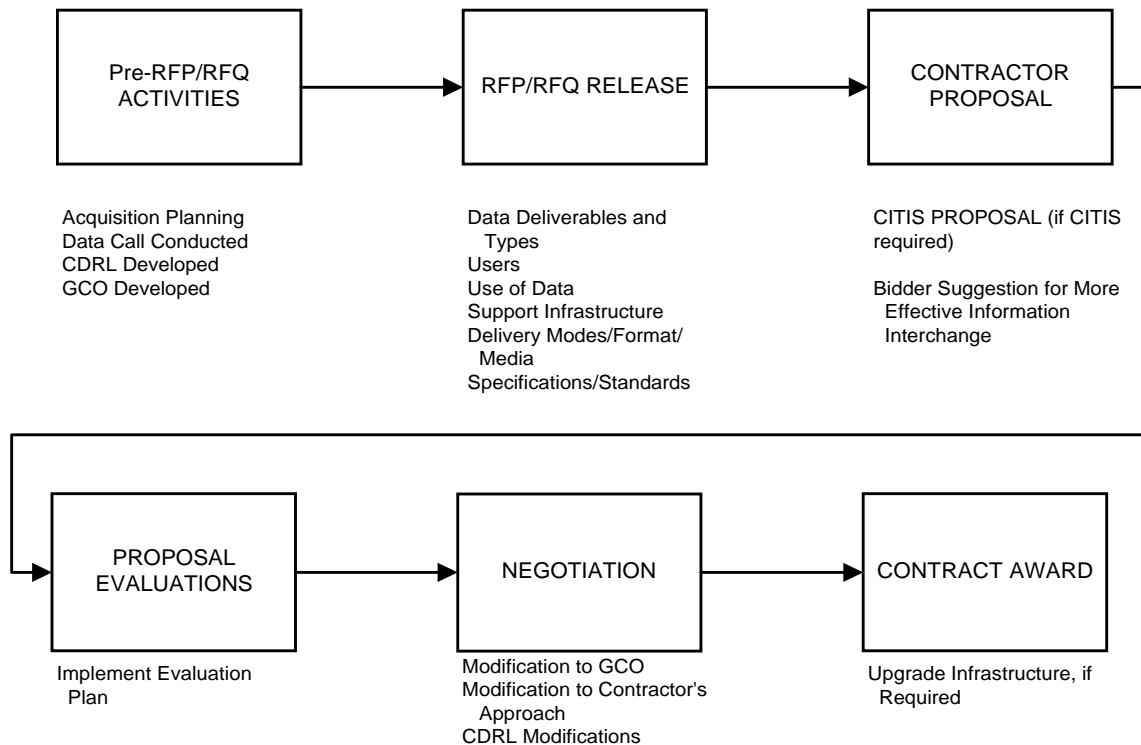 Pre-RFP/RFQ
ACTIVITIES
RFP/RFQ RELEASE
CONTRACTOR
PROPOSAL
Acquisition Planning
Data Call Conducted
CDRL Developed
GCO Developed
Data Deliverables and
Types
Users
Use of Data
Support Infrastructure
Delivery Modes/Format/
Media
Specifications/Standards
CITIS PROPOSAL (if CITIS
required)
Bidder Suggestion for More
Effective Information
Interchange
PROPOSAL
EVALUATIONS
NEGOTIATION
CONTRACT AWARD
Implement Evaluation
Plan
Modification to GCO
Modification to Contractor's
Approach
CDRL Modifications
Upgrade Infrastructure, if
Required